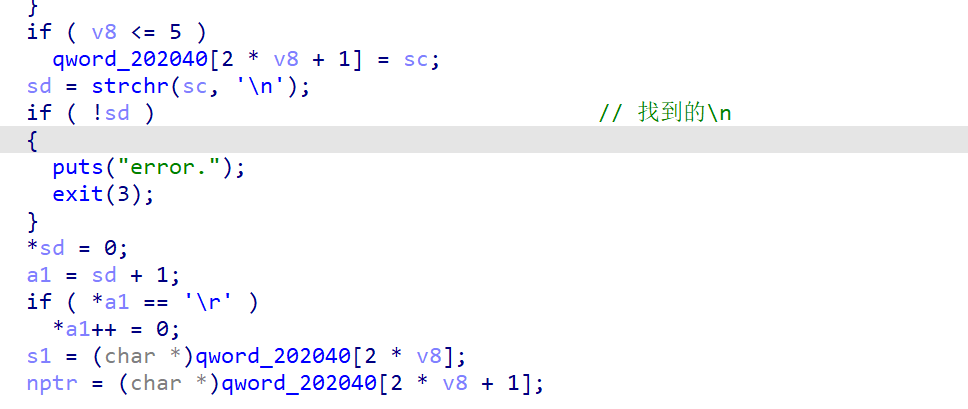 }
if ( v8 <= 5 )
qword_202040[2 * v8 + 1] = sc;
sd = strchr(sc, '\n');
if ( !sd ) // 找到的\n
{
puts("error.");
exit(3);
}
*sd = 0;
a1 = sd + 1;
if ( *a1 == '\r' )
*a1++ = 0;
s1 = (char *)qword_202040[2 * v8];
nptr = (char *)qword_202040[2 * v8 + 1];